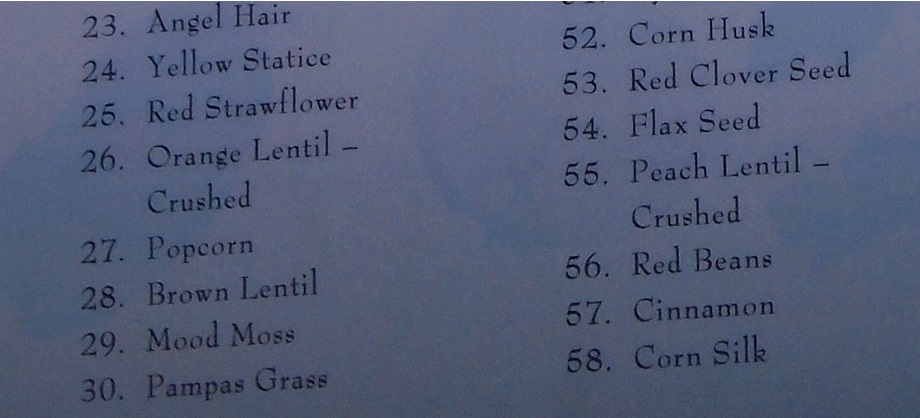 23. Angel Hair
24. Yellow Statice
25. Red Strawflower
26. Orange Lentil –
Crushed
27. Popcorn
28. Brown Lentil
29. Mood Moss
30. Pampas Grass
52. Corn Husk
53. Red Clover Seed
54. Flax Seed
55. Peach Lentil –
Crushed
56. Red Beans
57. Cinnamon
58. Corn Silk